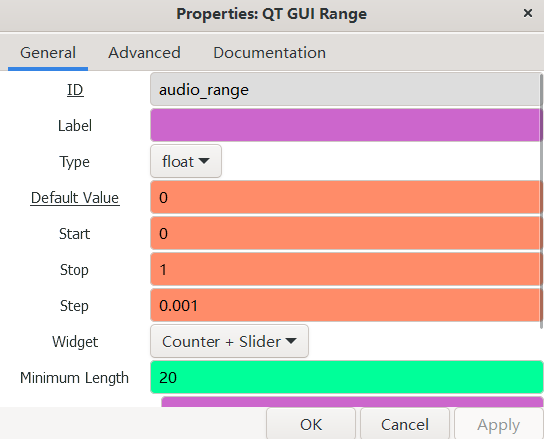 Properties: QT GUI Range ×
General Advanced Documentation
ID audio_range
Label
Type float
Default Value 0
Start 0
Stop 1
Step 0.001
Widget Counter + Slider
Minimum Length 20
OK Cancel Apply